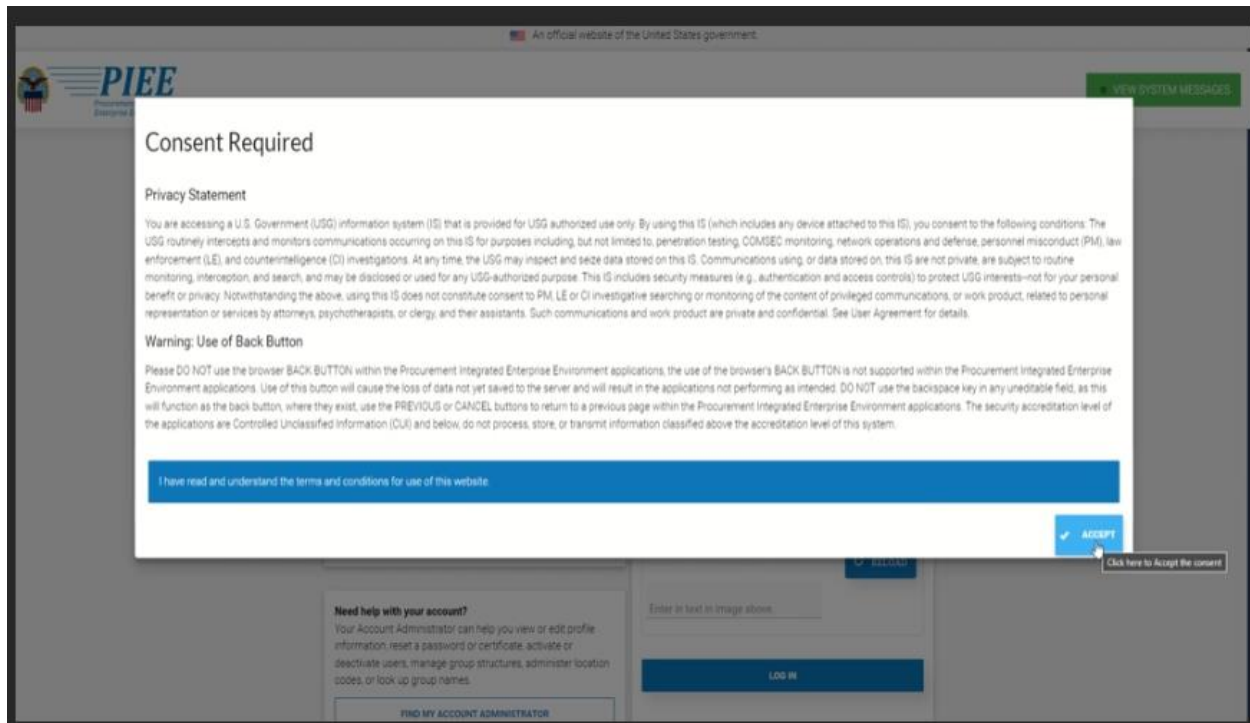 An official website of the United States government.
PIEE
Procurement
Enterprise E
VIEW SYSTEM MESSAGES
Consent Required
Privacy Statement
You are accessing a U.S. Government (USG) information system (IS) that is provided for USG authorized use only. By using this IS (which includes any device attached to this IS), you consent to the following conditions: The
USG routinely intercepts and monitors communications occurring on this IS for purposes including, but not limited to, penetration testing, COMSEC monitoring, network operations and defense, personnel misconduct (PM), law
enforcement (LE), and counterintelligence (CI) investigations. At any time, the USG may inspect and seize data stored on this IS. Communications using, or data stored on, this IS are not private, are subject to routine
monitoring, interception, and search, and may be disclosed or used for any USG-authorized purpose. This IS includes security measures (e.g., authentication and access controls) to protect USG interests--not for your personal
benefit or privacy. Notwithstanding the above, using this IS does not constitute consent to PM, LE or CI investigative searching or monitoring of the content of privileged communications, or work product, related to personal
representation or services by attorneys, psychotherapists, or clergy, and their assistants. Such communications and work product are private and confidential. See User Agreement for details.
Warning: Use of Back Button
Please DO NOT use the browser BACK BUTTON within the Procurement Integrated Enterprise Environment applications, the use of the browser's BACK BUTTON is not supported within the Procurement Integrated Enterprise
Environment applications. Use of this button will cause the loss of data not yet saved to the server and will result in the applications not performing as intended. DO NOT use the backspace key in any uneditable field, as this
will function as the back button, where they exist, use the PREVIOUS or CANCEL buttons to return to a previous page within the Procurement Integrated Enterprise Environment applications. The security accreditation level of
the applications are Controlled Unclassified Information (CUI) and below, do not process, store, or transmit information classified above the accreditation level of this system.
I have read and understand the terms and conditions for use of this website.
ACCEPT
Click here to Accept the consent
RELOAD
Enter in text in image above
LOG IN
Need help with your account?
Your Account Administrator can help you view or edit profile
information, reset a password or certificate, activate or
deactivate users, manage group structures, administer location
codes, or look up group names.
FIND MY ACCOUNT ADMINISTRATOR